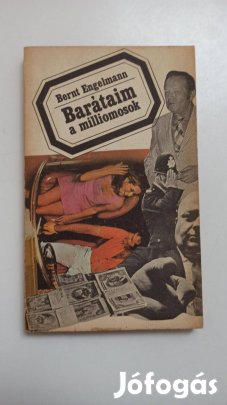 Bernt Engelmann
Barátaim
a milliomosok
Jófogás